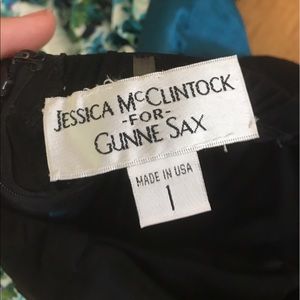 JESSICA MCCLINTOCK
-FOR-
GUNNE SAX
MADE IN USA
1